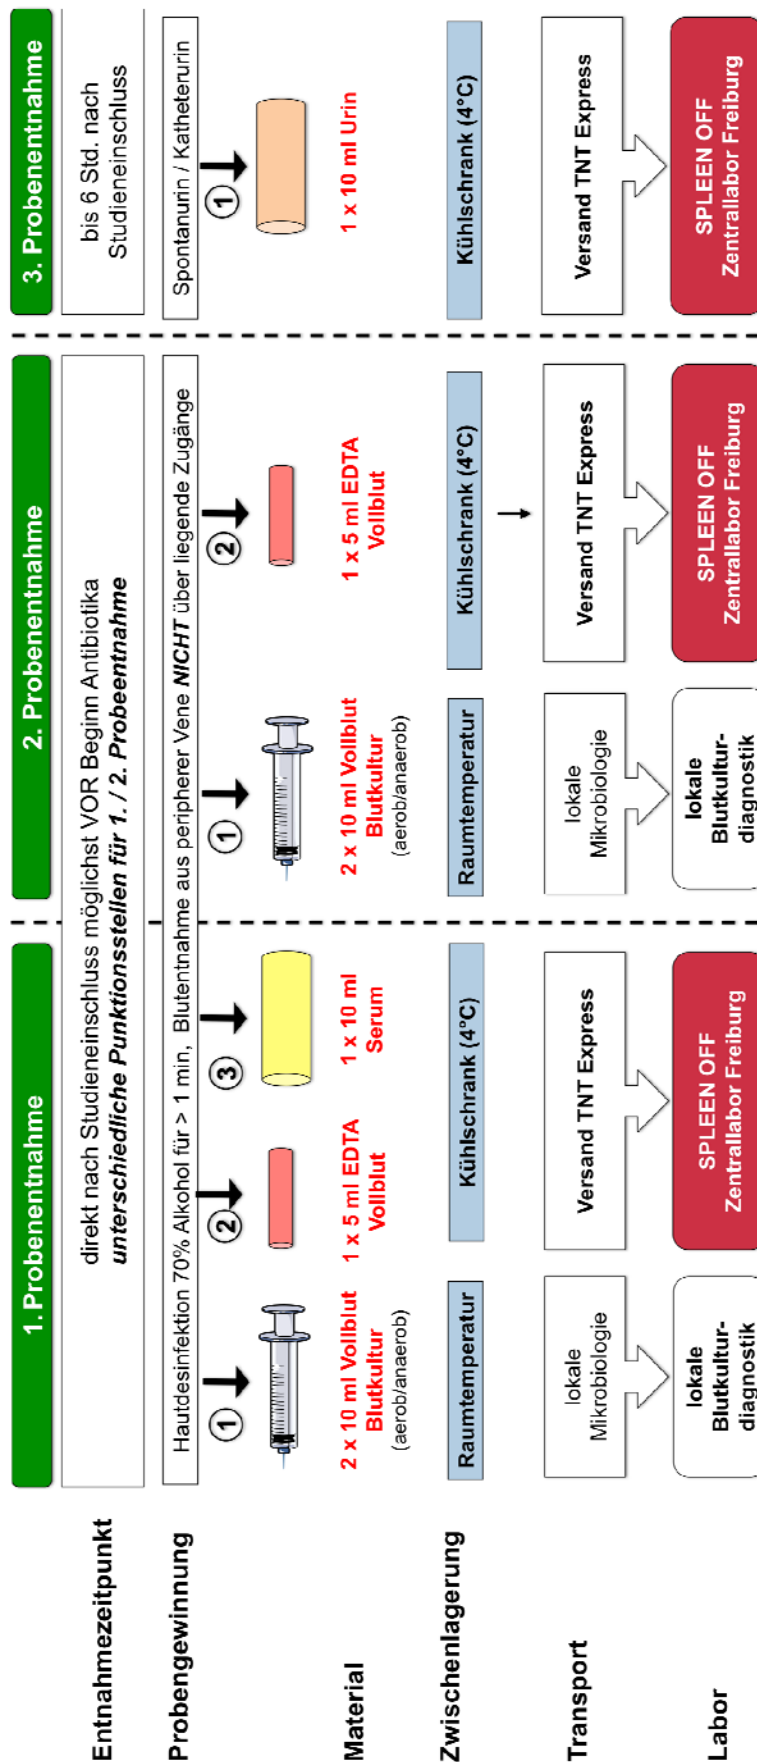 1. Probenentnahme
2. Probenentnahme
3. Probenentnahme
Entnahmezeitpunkt
direkt nach Studieneinschluss möglichst VOR Beginn Antibiotika
unterschiedliche Punktionsstellen für 1. / 2. Probeentnahme
bis 6 Std. nach
Studieneinschluss
Probengewinnung
Hautdesinfektion 70% Alkohol für > 1 min, Blutentnahme aus peripherer Vene NICHT über liegende Zugänge
Spontanurin / Katheterurin
1
2
3
1
2
1
Material
2 x 10 ml Vollblut
Blutkultur
(aerob/anaerob)
1 x 5 ml EDTA
Vollblut
1 x 10 ml
Serum
2 x 10 ml Vollblut
Blutkultur
(aerob/anaerob)
1 x 5 ml EDTA
Vollblut
1 x 10 ml Urin
Zwischenlagerung
Raumtemperatur
Kühlschrank (4°C)
Raumtemperatur
Kühlschrank (4°C)
Kühlschrank (4°C)
Transport
lokale
Mikrobiologie
Versand TNT Express
lokale
Mikrobiologie
Versand TNT Express
Versand TNT Express
Labor
lokale
Blutkultur-
diagnostik
SPLEEN OFF
Zentrallabor Freiburg
lokale
Blutkultur-
diagnostik
SPLEEN OFF
Zentrallabor Freiburg
SPLEEN OFF
Zentrallabor Freiburg